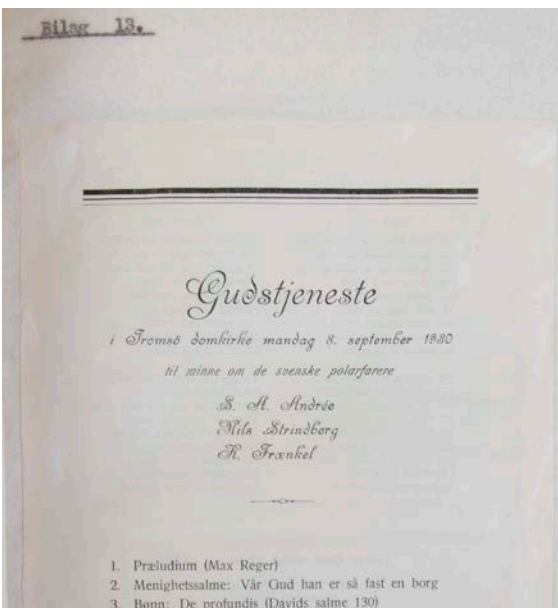 Bilag 13.
Gudstjeneste
i Tromsö domkirke mandag 8. september 1930
til minne om de svenske polarfarere
S. A. Andrée
Nils Strindberg
K. Frænkel
1. Præludium (Max Reger)
2. Menighetssalme: Vår Gud han er så fast en borg
3. Bønn: De profundis (Davids salme 130)